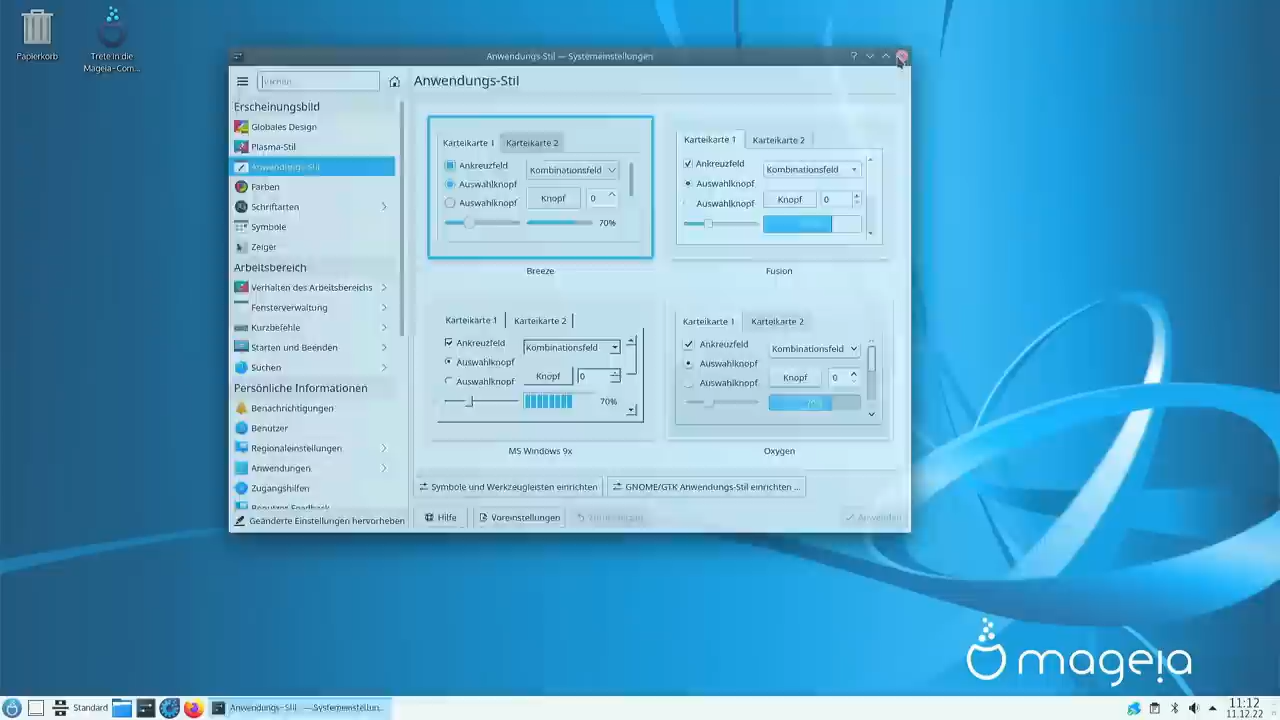 Papierkorb
Trete in die
Mageia-Com...
Anwendungs-Stil — Systemeinstellungen
Suchen...
Anwendungs-Stil
Erscheinungsbild
Globales Design
Plasma-Stil
Anwendungs-Stil
Farben
Schriftarten
Symbole
Zeiger
Arbeitsbereich
Verhalten des Arbeitsbereichs
Fensterverwaltung
Kurzbefehle
Starten und Beenden
Suchen
Persönliche Informationen
Benachrichtigungen
Benutzer
Regionaleinstellungen
Anwendungen
Zugangshilfen
Benutzer-Feedback
Geänderte Einstellungen hervorheben
Karteikarte 1 Karteikarte 2
Ankreuzfeld
Kombinationsfeld
Auswahlknopf
Knopf 0
Auswahlknopf
70%
Breeze
Karteikarte 1 Karteikarte 2
Ankreuzfeld
Kombinationsfeld
Auswahlknopf
Knopf 0
Auswahlknopf
Fusion
Karteikarte 1 Karteikarte 2
Ankreuzfeld
Kombinationsfeld
Auswahlknopf
Knopf 0
Auswahlknopf
70%
MS Windows 9x
Karteikarte 1 Karteikarte 2
Ankreuzfeld
Kombinationsfeld
Auswahlknopf
Knopf 0
Auswahlknopf
Oxygen
Symbole und Werkzeugleisten einrichten
GNOME/GTK Anwendungs-Stil einrichten ...
Hilfe
Voreinstellungen
Zurücksetzen
Anwenden
mageia
Standard
Anwendungs-Stil — Systemeinstellun...
11:12
11.12.22